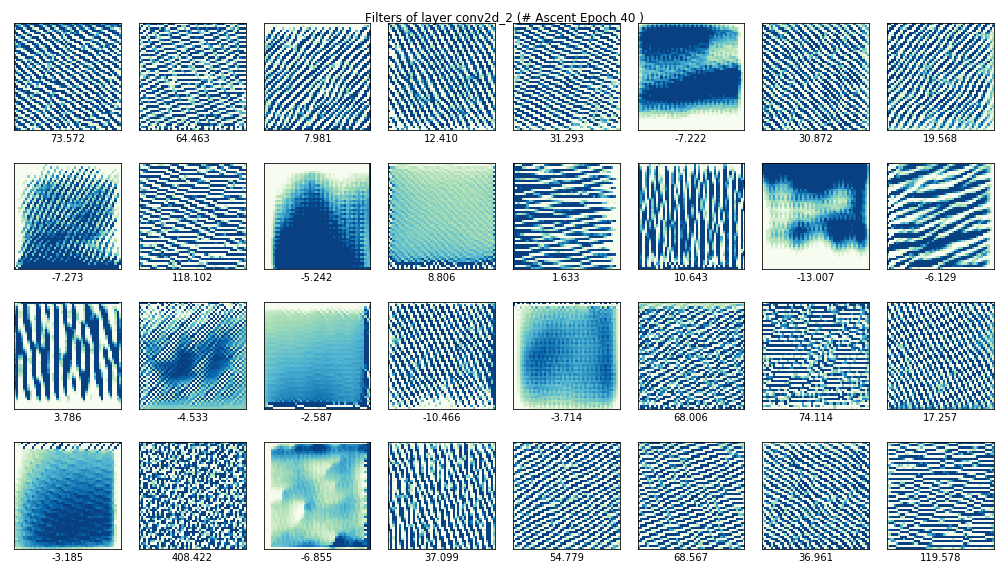 Filters of layer conv2d_2 (# Ascent Epoch 40 )
73.572 64.463 7.981 12.410 31.293 -7.222 30.872 19.568
-7.273 118.102 -5.242 8.806 1.633 10.643 -13.007 -6.129
3.786 -4.533 -2.587 -10.466 -3.714 68.006 74.114 17.257
-3.185 408.422 -6.855 37.099 54.779 68.567 36.961 119.578